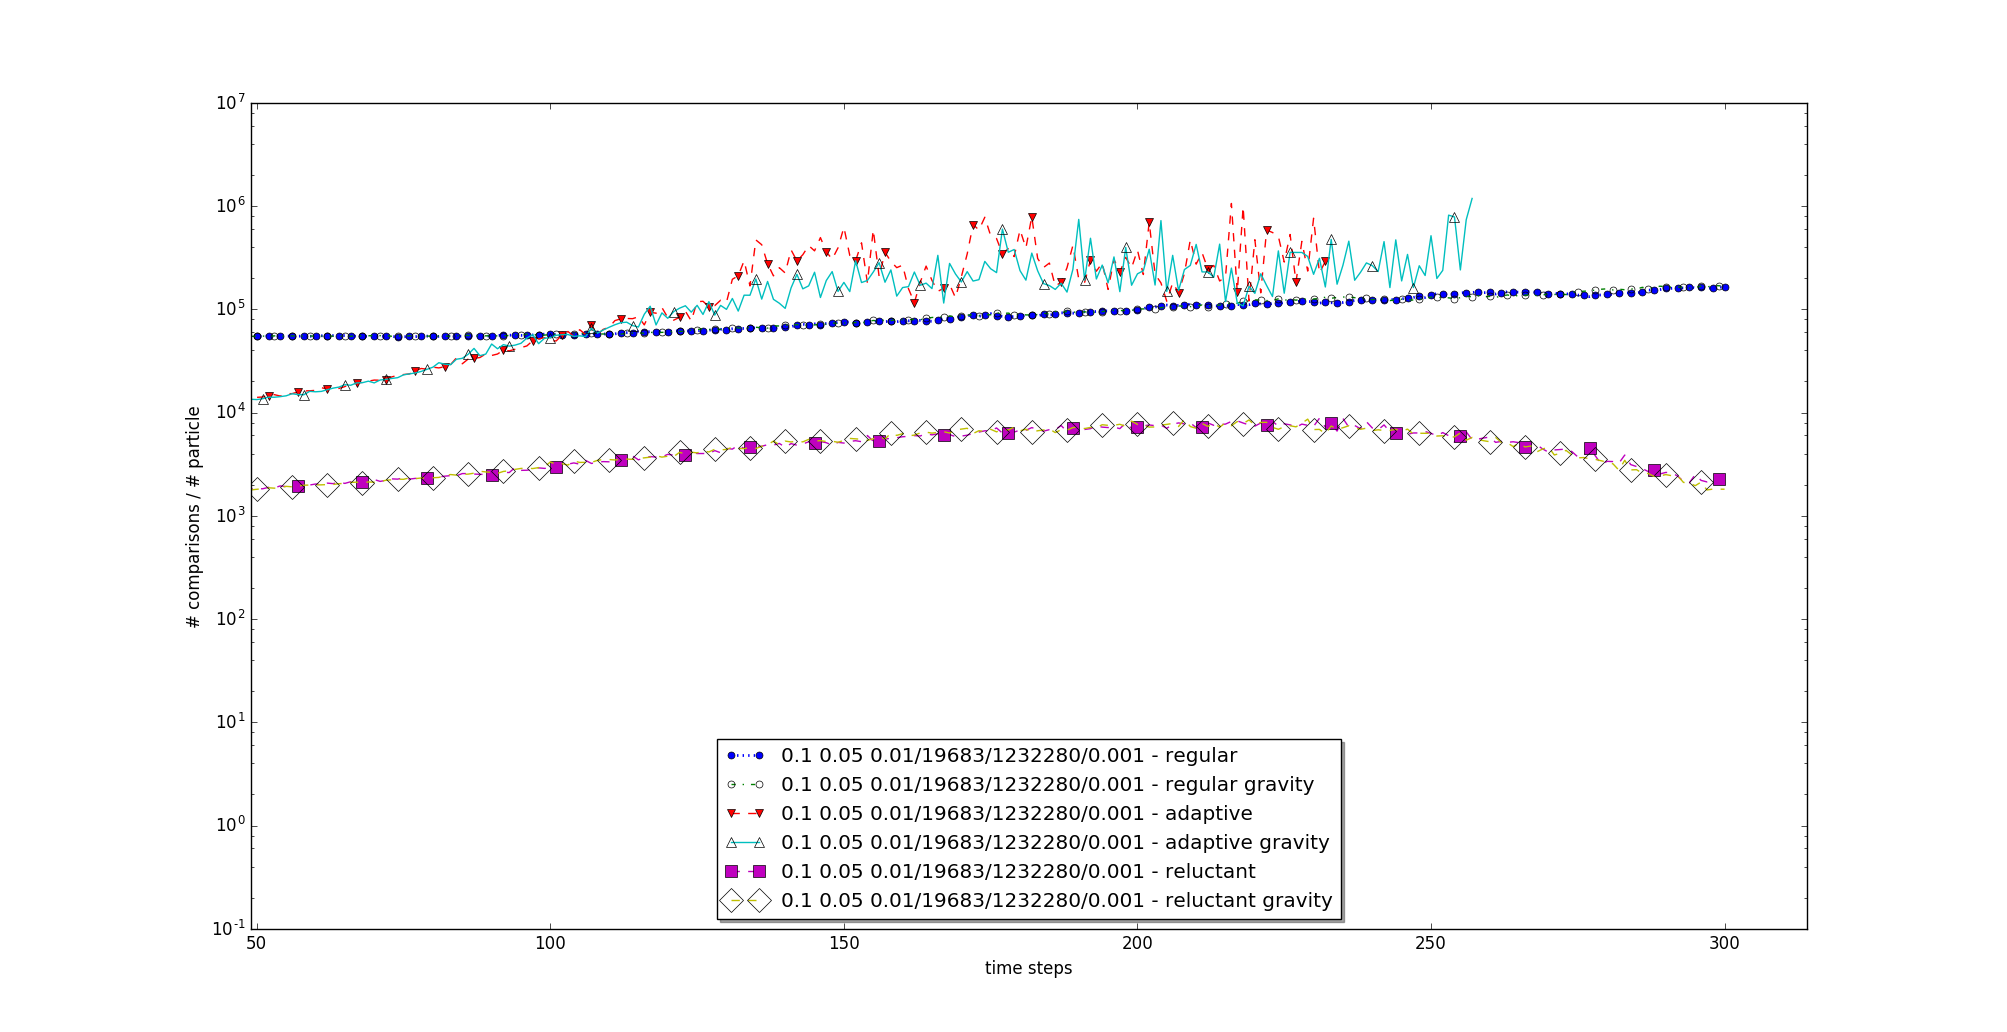 10^7
10^6
10^5
10^4
10^3
10^2
10^1
10^0
10^-1
# comparisons / # particle
0.1 0.05 0.01/19683/1232280/0.001 - regular
0.1 0.05 0.01/19683/1232280/0.001 - regular gravity
0.1 0.05 0.01/19683/1232280/0.001 - adaptive
0.1 0.05 0.01/19683/1232280/0.001 - adaptive gravity
0.1 0.05 0.01/19683/1232280/0.001 - reluctant
0.1 0.05 0.01/19683/1232280/0.001 - reluctant gravity
50 100 150 200 250 300
time steps